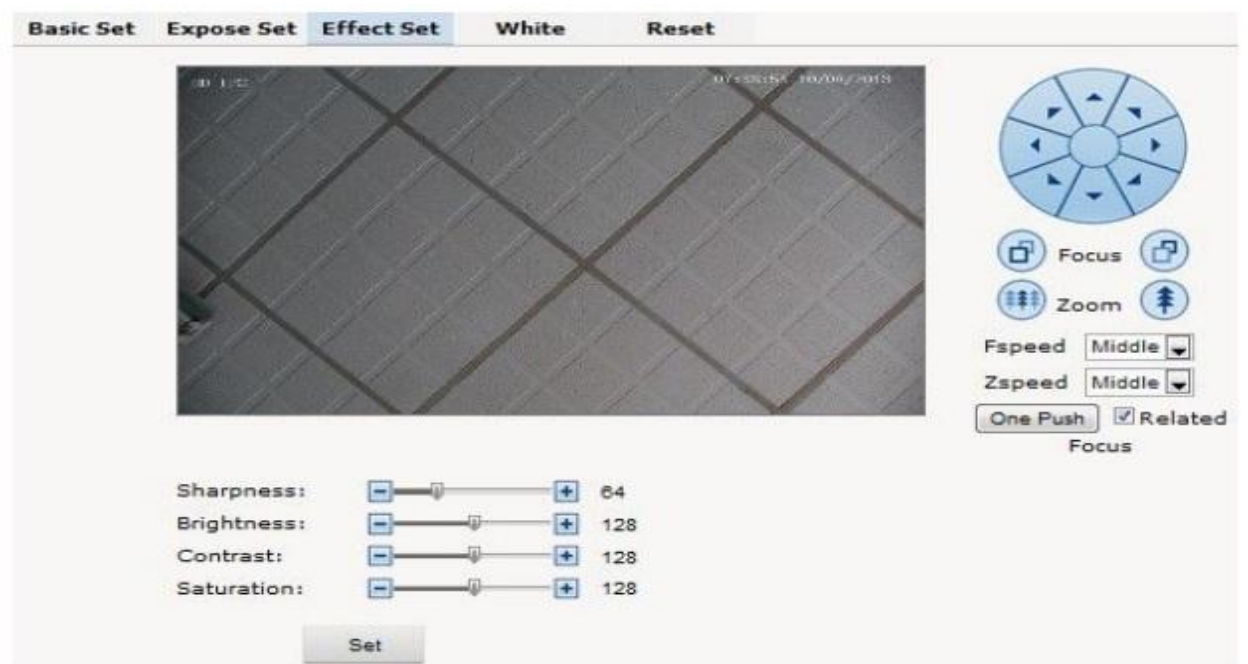 Basic Set Expose Set Effect Set White Reset
Focus
Zoom
Fspeed Middle
Zspeed Middle
One Push Related
Focus
Sharpness: 64
Brightness: 128
Contrast: 128
Saturation: 128
Set